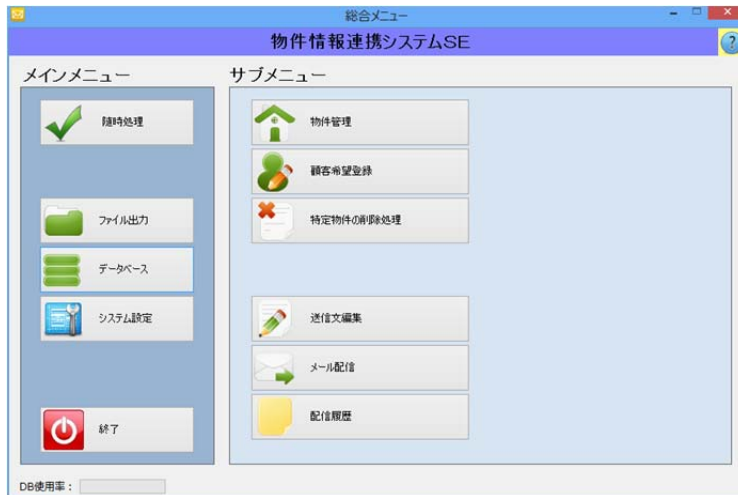 総合メニュー
物件情報連携システムSE
?
メインメニュー
サブメニュー
随時処理
物件管理
顧客希望登録
ファイル出力
特定物件の削除処理
データベース
システム設定
送信文編集
メール配信
終了
配信履歴
DB使用率：